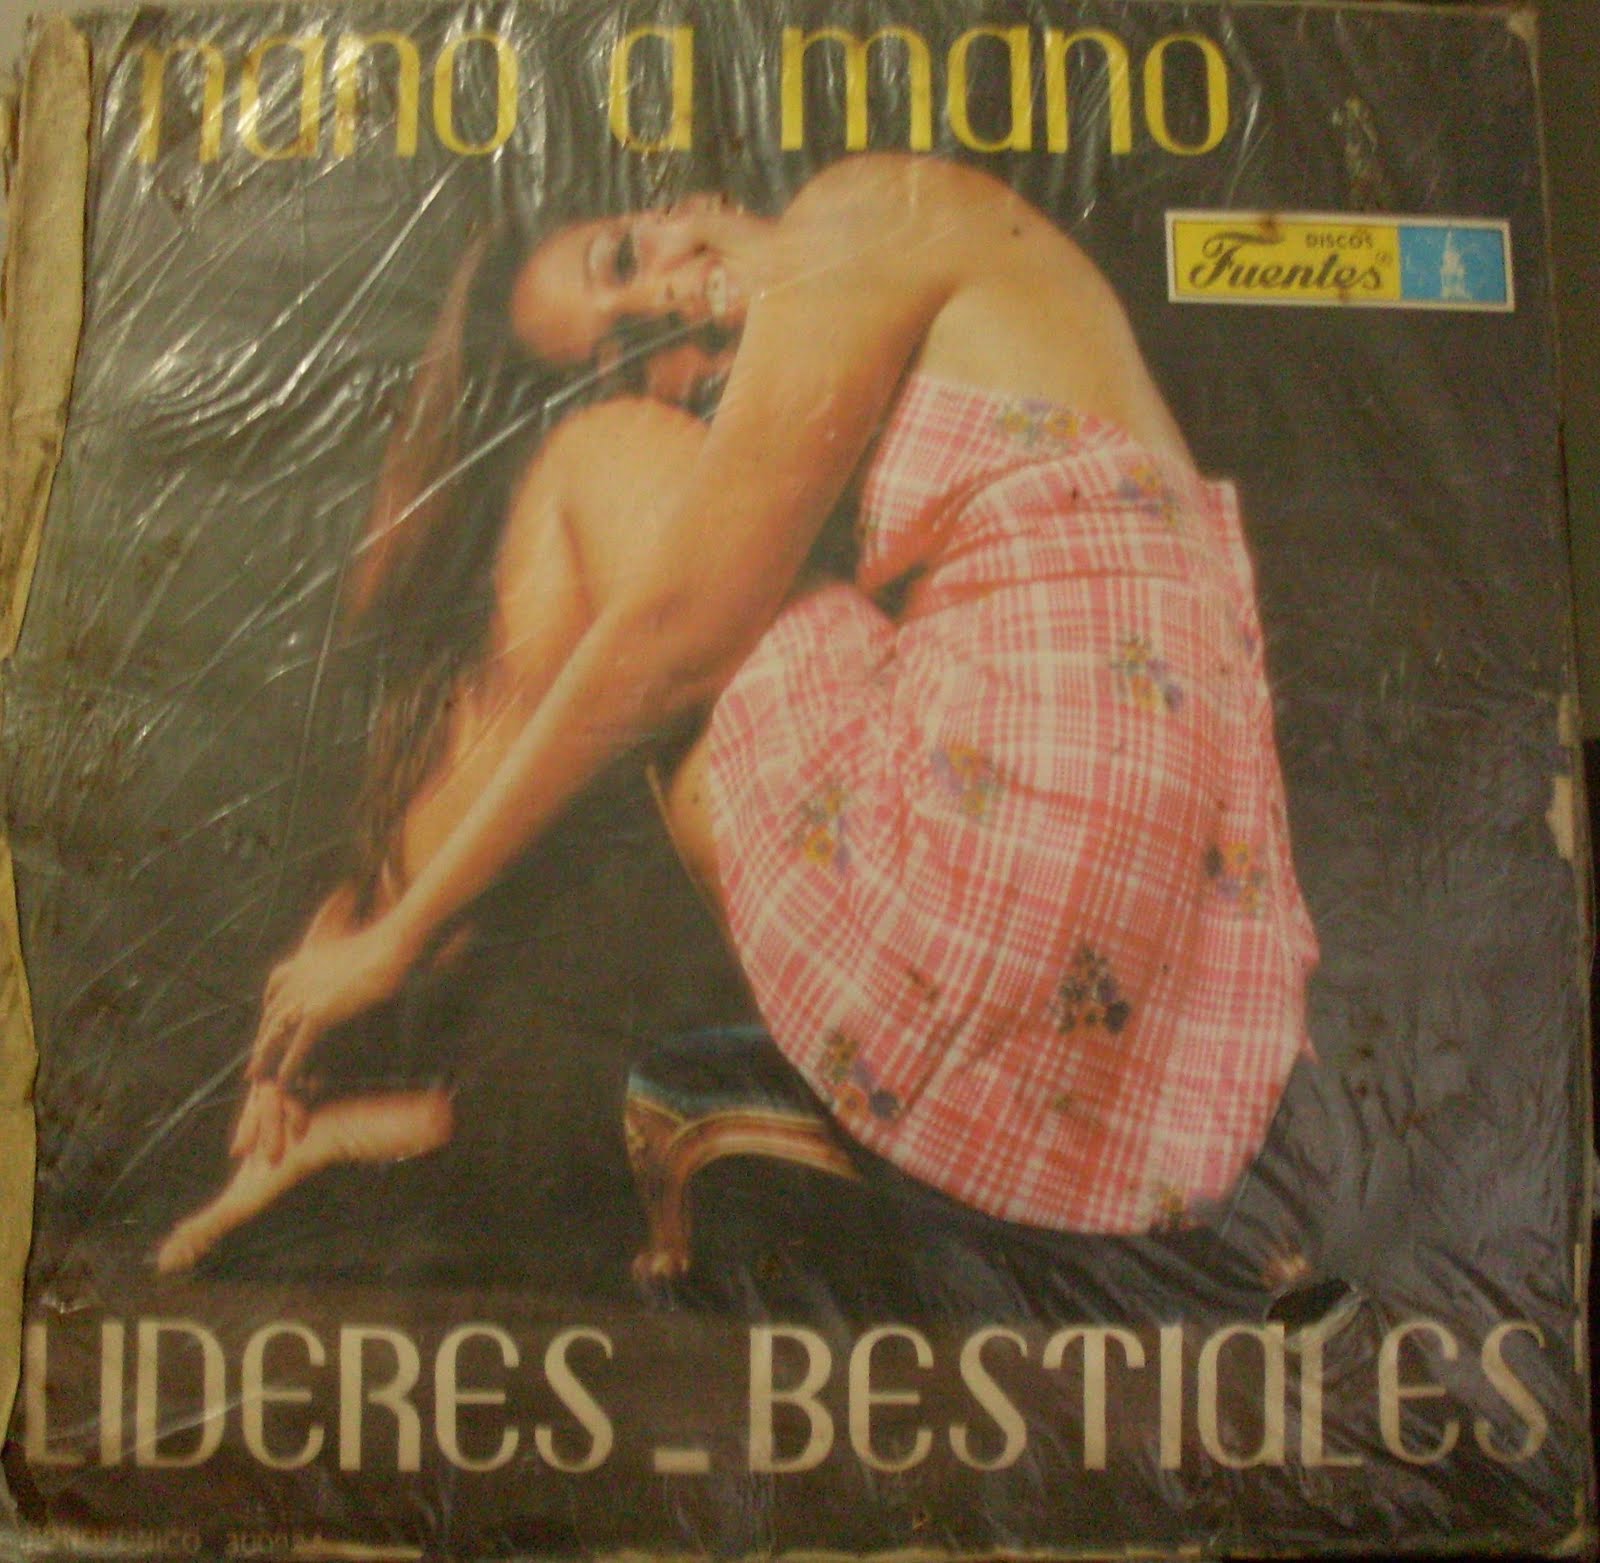 mano a mano
DISCOS
Fuentes
LIDERES_BESTIALES